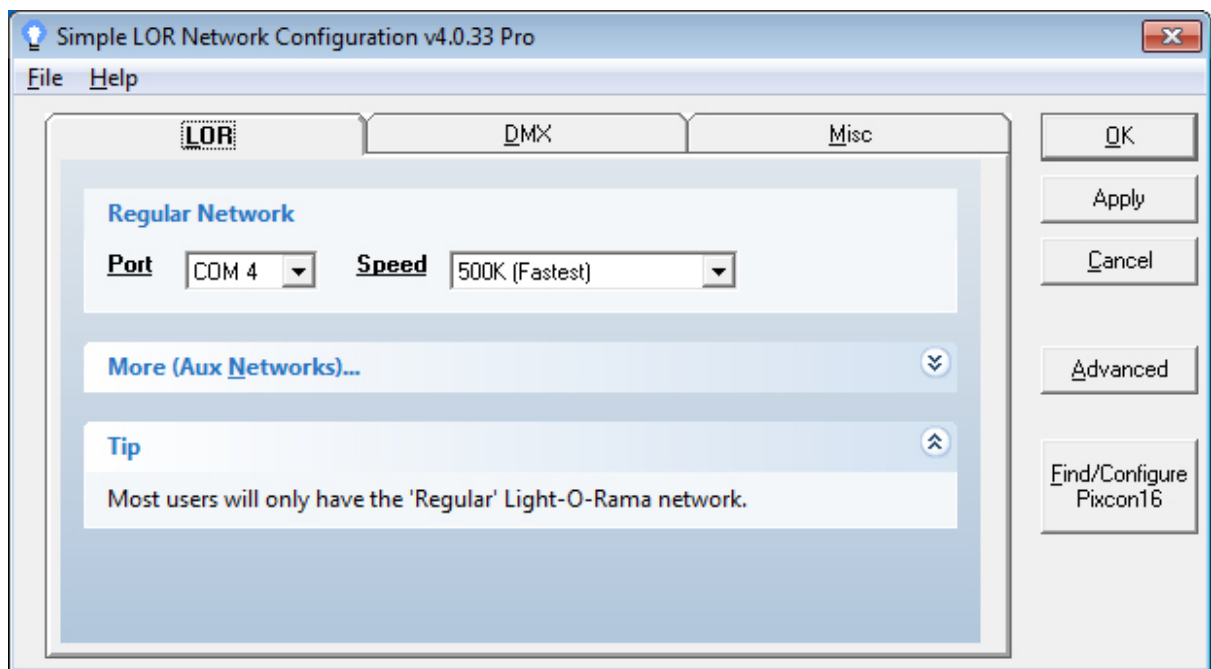 Simple LOR Network Configuration v4.0.33 Pro
File Help
LOR DMX Misc
OK
Apply
Cancel
Advanced
Find/Configure
Pixcon16
Regular Network
Port COM 4 Speed 500K (Fastest)
More (Aux Networks)...
Tip
Most users will only have the 'Regular' Light-O-Rama network.